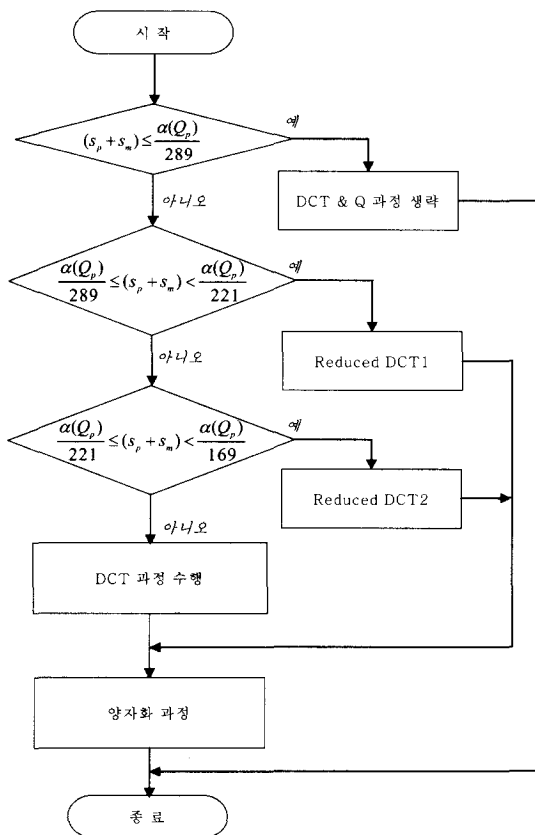 시 작
(s_p + s_m) ≤ α(Q_p)/289
예
아니오
DCT & Q 과정 생략
α(Q_p)/289 ≤ (s_p + s_m) < α(Q_p)/221
예
아니오
Reduced DCT1
α(Q_p)/221 ≤ (s_p + s_m) < α(Q_p)/169
예
아니오
Reduced DCT2
DCT 과정 수행
양자화 과정
종 료